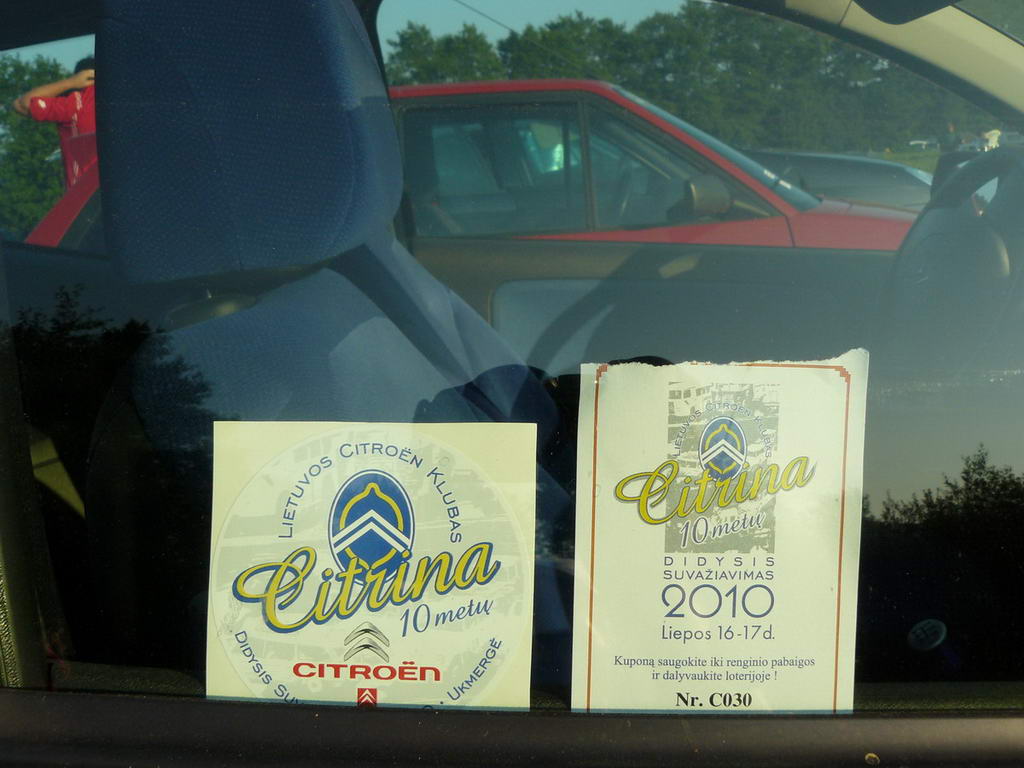 LIETUVOS CITROËN KLUBAS
Citrina
10 metų
CITROËN
DIDYSIS
UKMERGĖ
LIETUVOS CITROËN KLUBAS
Citrina
10 metų
DIDYSIS
SUVAŽIAVIMAS
2010
Liepos 16-17d.
Kuponą saugokite iki renginio pabaigos
ir dalyvaukite loterijoje !
Nr. C030